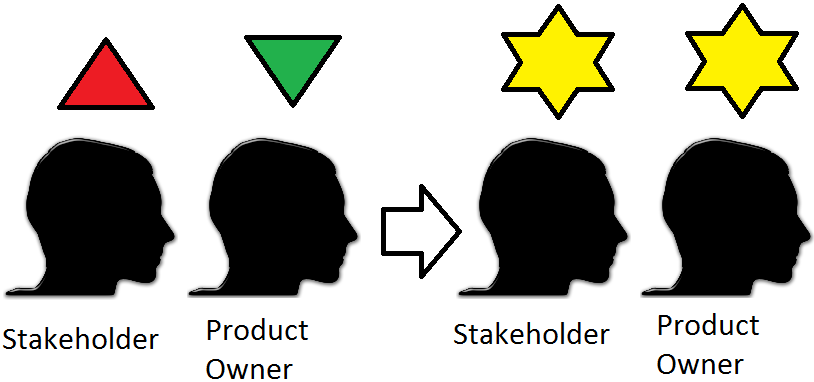 Stakeholder
Product
Owner
Stakeholder
Product
Owner